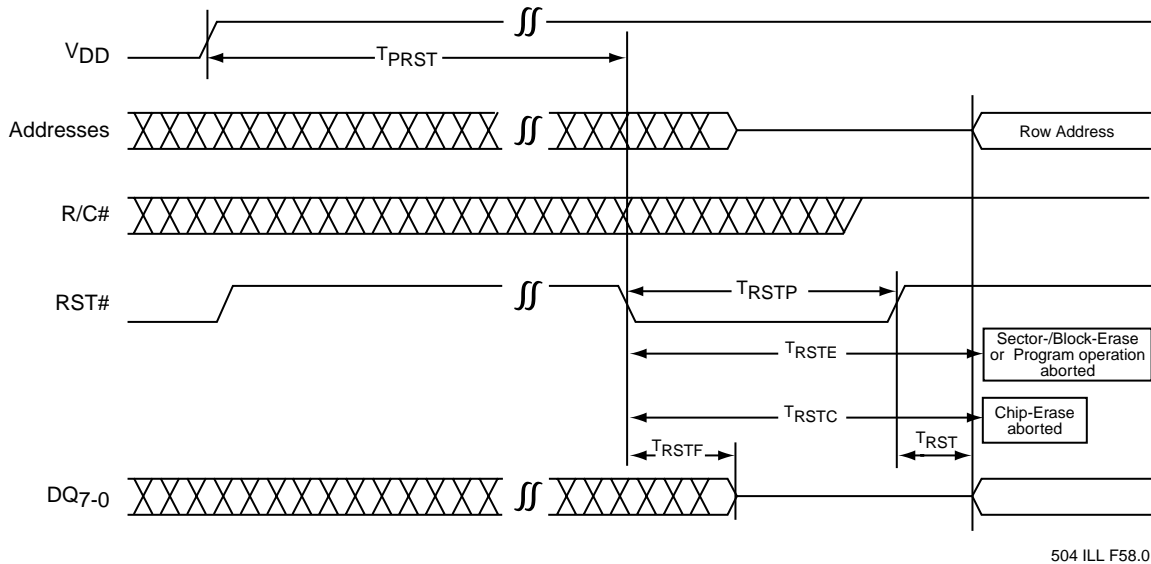 VDD
TPRST
Addresses
Row Address
R/C#
RST#
TRSTP
TRSTE
Sector-/Block-Erase
or Program operation
aborted
TRSTC
Chip-Erase
aborted
TRSTF
TRST
DQ7-0
504 ILL F58.0